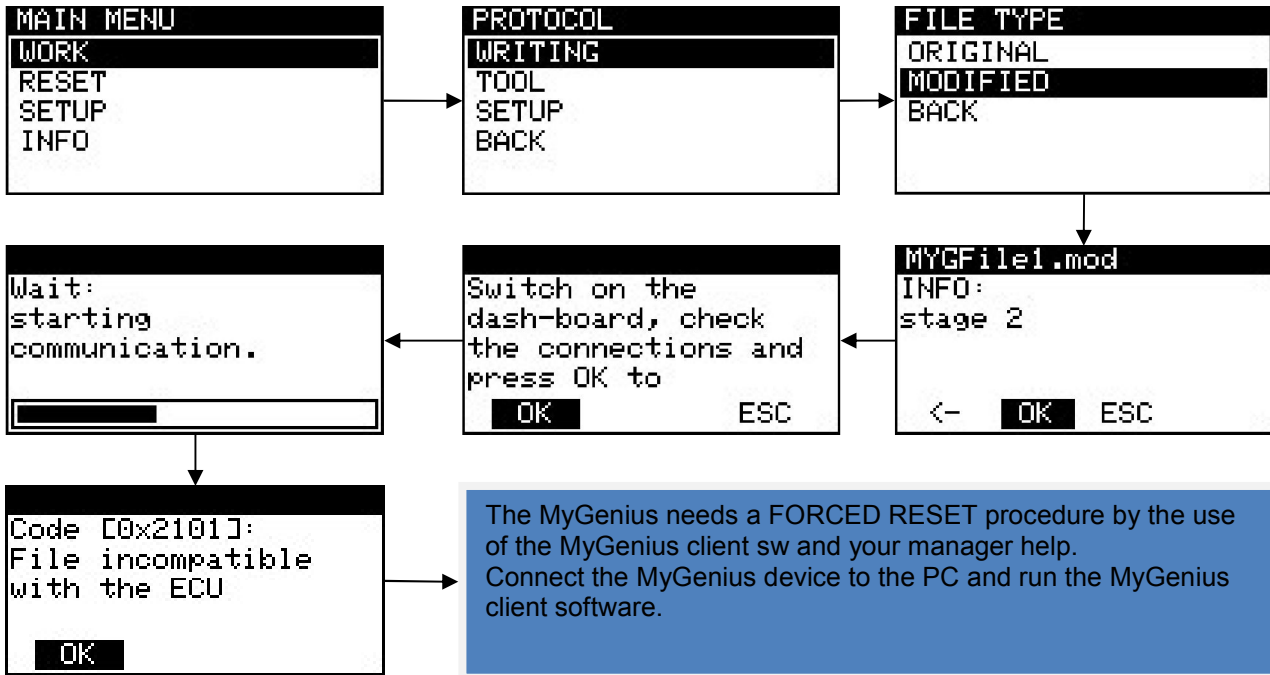 MAIN MENU
WORK
RESET
SETUP
INFO
PROTOCOL
WRITING
TOOL
SETUP
BACK
FILE TYPE
ORIGINAL
MODIFIED
BACK
MYGFile1.mod
INFO:
stage 2
<- OK ESC
Switch on the
dash-board, check
the connections and
press OK to
OK ESC
Wait:
starting
communication.
Code [0x2101]:
File incompatible
with the ECU
OK
The MyGenius needs a FORCED RESET procedure by the use
of the MyGenius client sw and your manager help.
Connect the MyGenius device to the PC and run the MyGenius
client software.